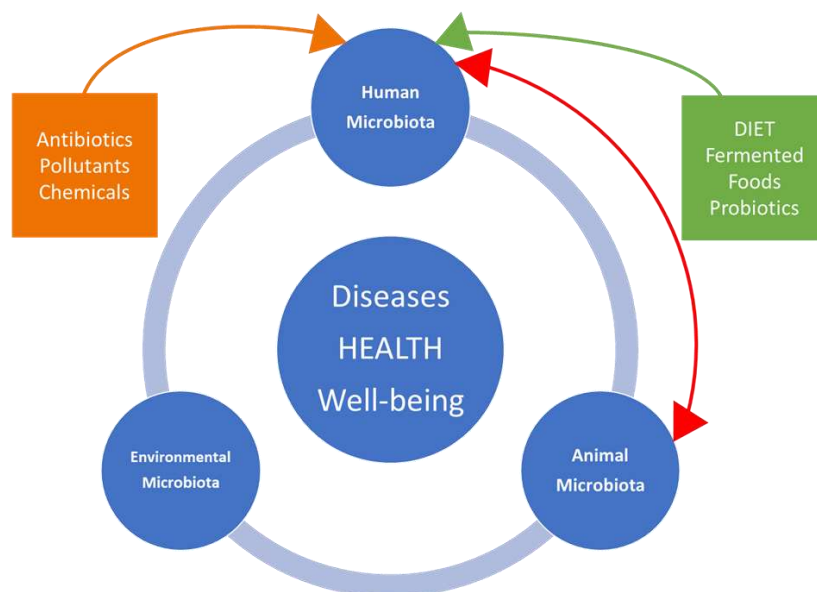 Human
Microbiota
Antibiotics
Pollutants
Chemicals
DIET
Fermented
Foods
Probiotics
Diseases
HEALTH
Well-being
Environmental
Microbiota
Animal
Microbiota